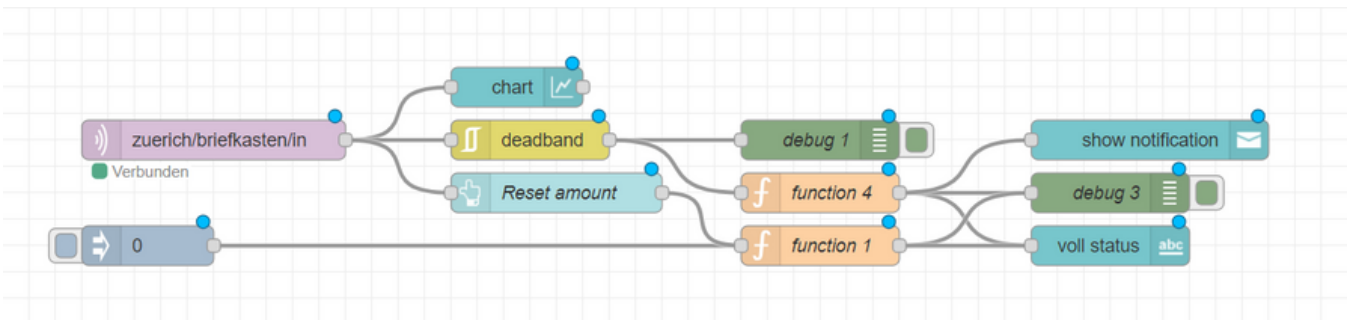 chart
zuerich/briefkasten/in
deadband
debug 1
show notification
Verbunden
Reset amount
function 4
debug 3
0
function 1
voll status
abc